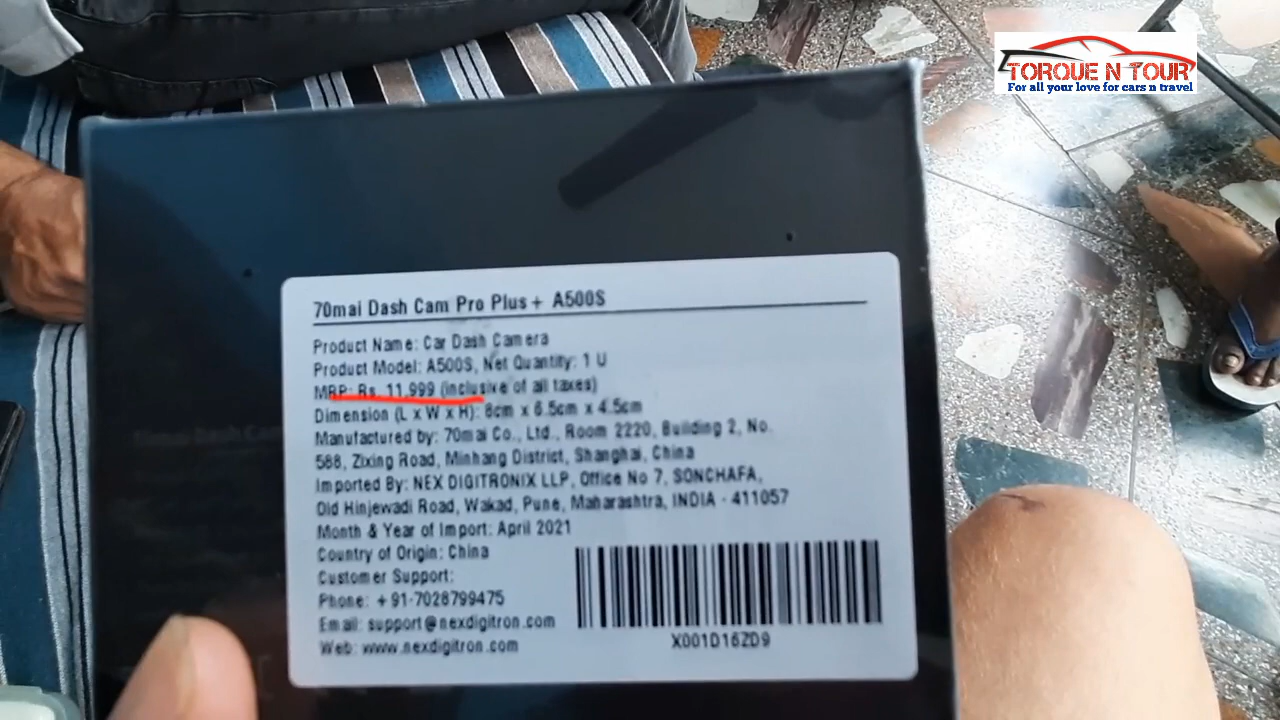 TORQUE N TOUR
For all your love for cars n travel
70mai Dash Cam Pro Plus+ A500S
Product Name: Car Dash Camera
Product Model: A500S, Net Quantity: 1 U
MRP: Rs. 11,999 (inclusive of all taxes)
Dimension (L x W x H): 8cm x 6.5cm x 4.5cm
Manufactured by: 70mai Co., Ltd., Room 2220, Building 2, No.
588, Zixing Road, Minhang District, Shanghai, China
Imported By: NEX DIGITRONIX LLP, Office No 7, SONCHAFA,
Old Hinjewadi Road, Wakad, Pune, Maharashtra, INDIA - 411057
Month & Year of Import: April 2021
Country of Origin: China
Customer Support:
Phone: +91-7028799475
Email: support@nexdigitron.com
Web: www.nexdigitron.com
X001D16ZD9